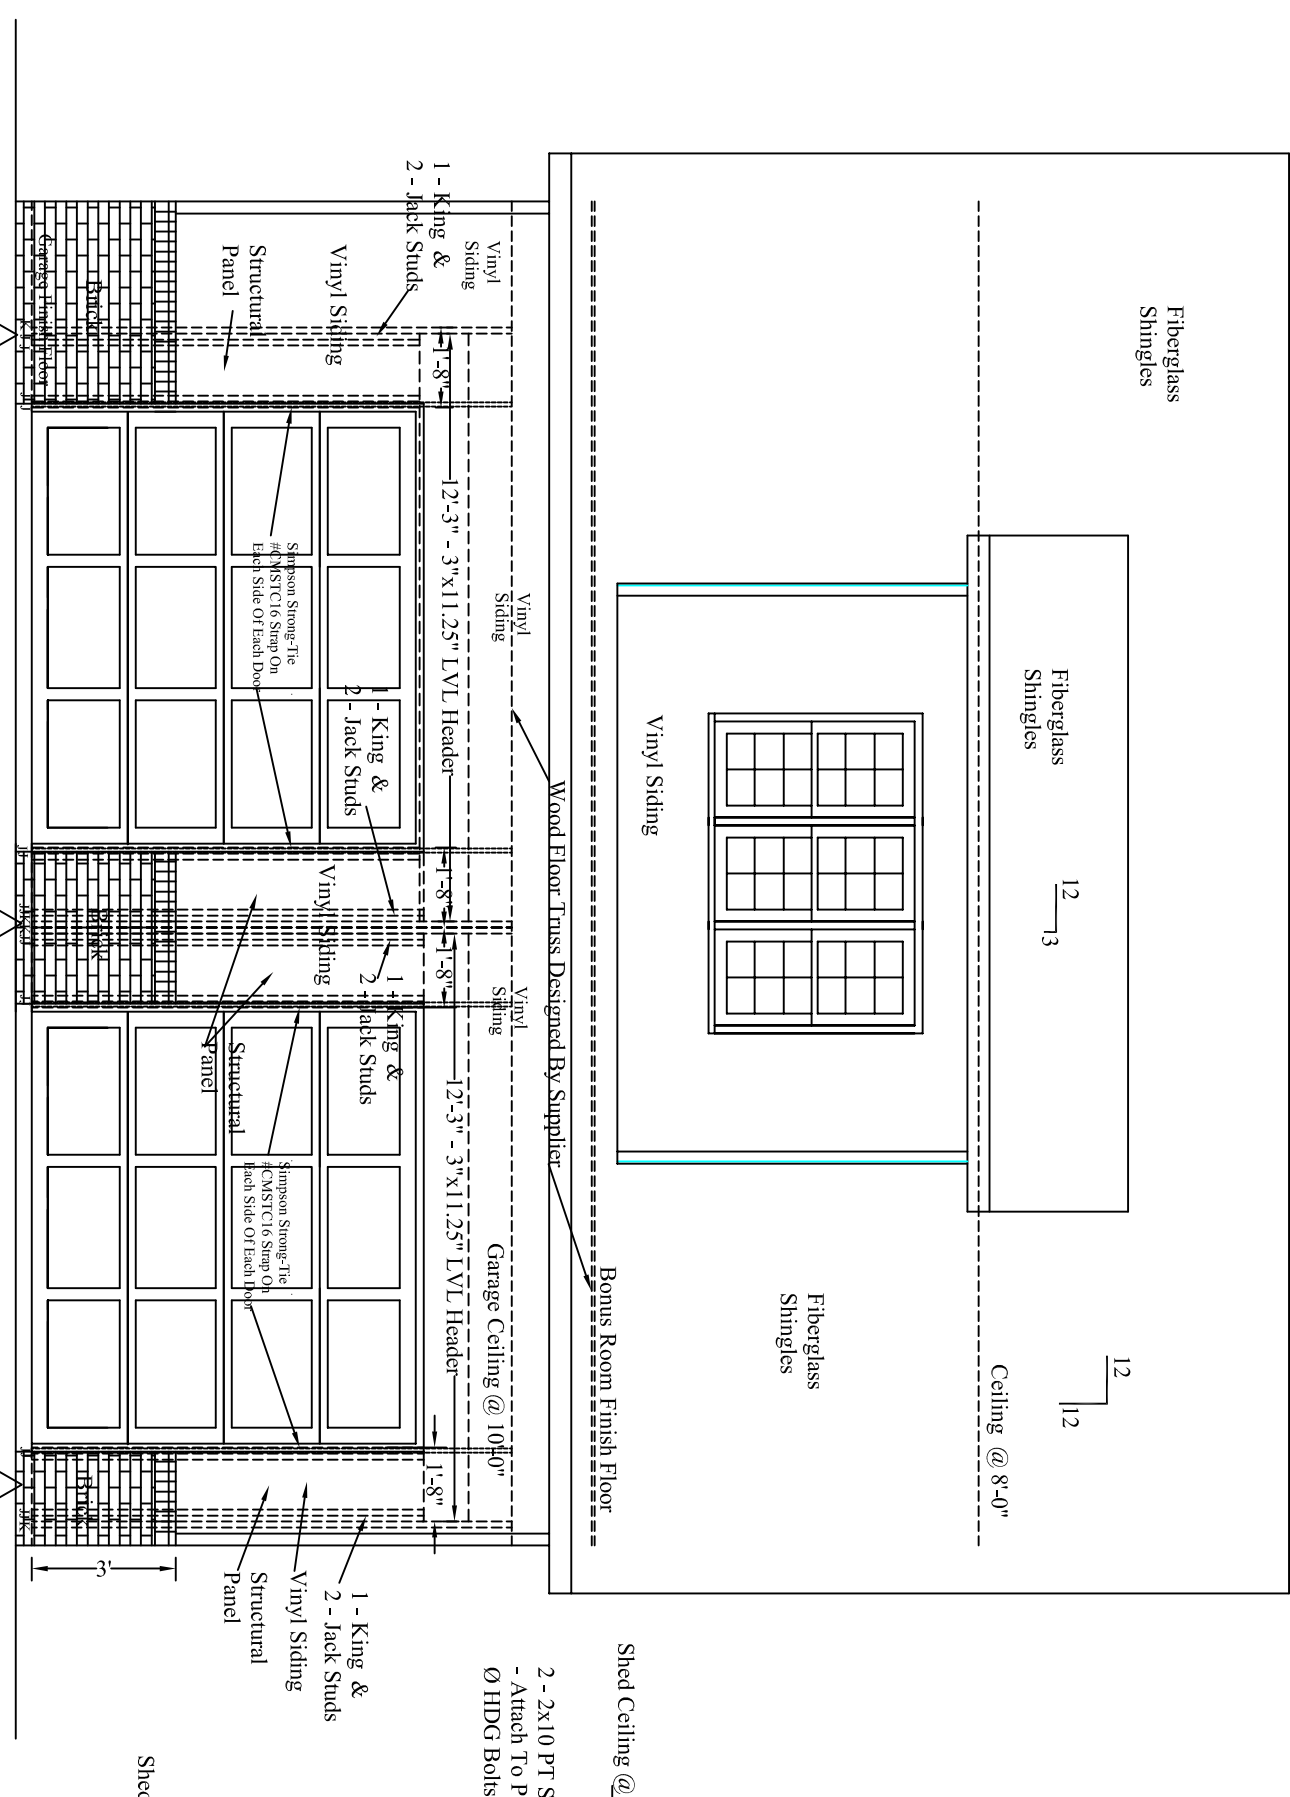 Fiberglass
Shingles
12
12
12
3
Fiberglass
Shingles
Ceiling @ 8'-0"
Fiberglass
Shingles
Vinyl Siding
Shed Ceiling @
Bonus Room Finish Floor
Wood Floor Truss Designed By Supplier
2 - 2x10 PT S
- Attach To P
Ø HDG Bolts
Vinyl
Siding
Vinyl
Siding
Vinyl
Siding
Garage Ceiling @ 10'-0"
1 - King &
2 - Jack Studs
1'-8"
12'-3" - 3"x11.25" LVL Header
1'-8"
1'-8"
12'-3" - 3"x11.25" LVL Header
1'-8"
1 - King &
2 - Jack Studs
1 - King &
2 - Jack Studs
1 - King &
2 - Jack Studs
Vinyl Siding
Vinyl Siding
Vinyl Siding
Simpson Strong-Tie
#CMSTC16 Strap On
Each Side Of Each Door
Simpson Strong-Tie
#CMSTC16 Strap On
Each Side Of Each Door
Structural
Panel
Structural
Panel
Structural
Panel
Brick
Brick
Brick
3'
Garage Finish Floor
Shed